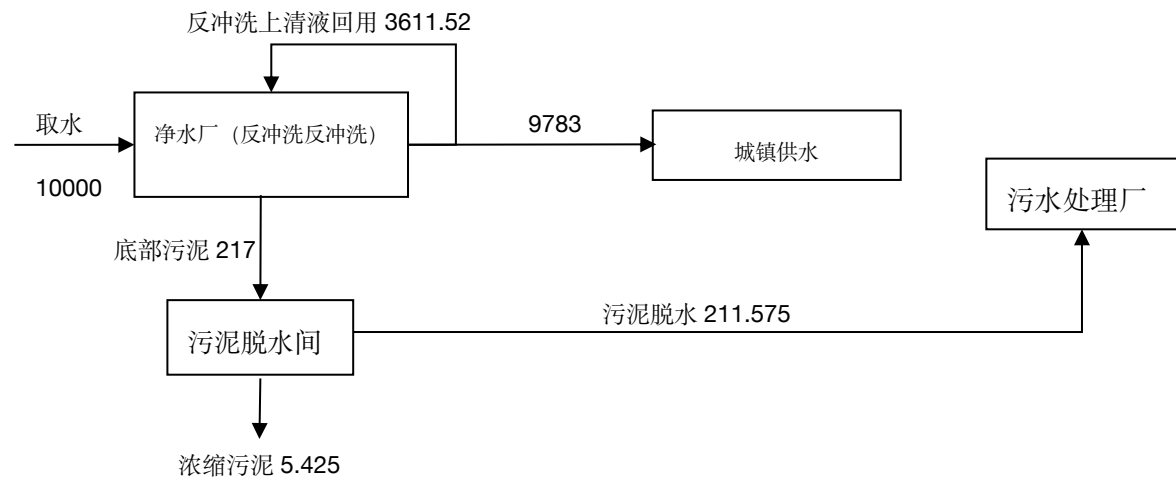 反冲洗上清液回用 3611.52
取水
净水厂（反冲洗反冲洗）
9783
城镇供水
10000
污水处理厂
底部污泥 217
污泥脱水 211.575
污泥脱水间
浓缩污泥 5.425